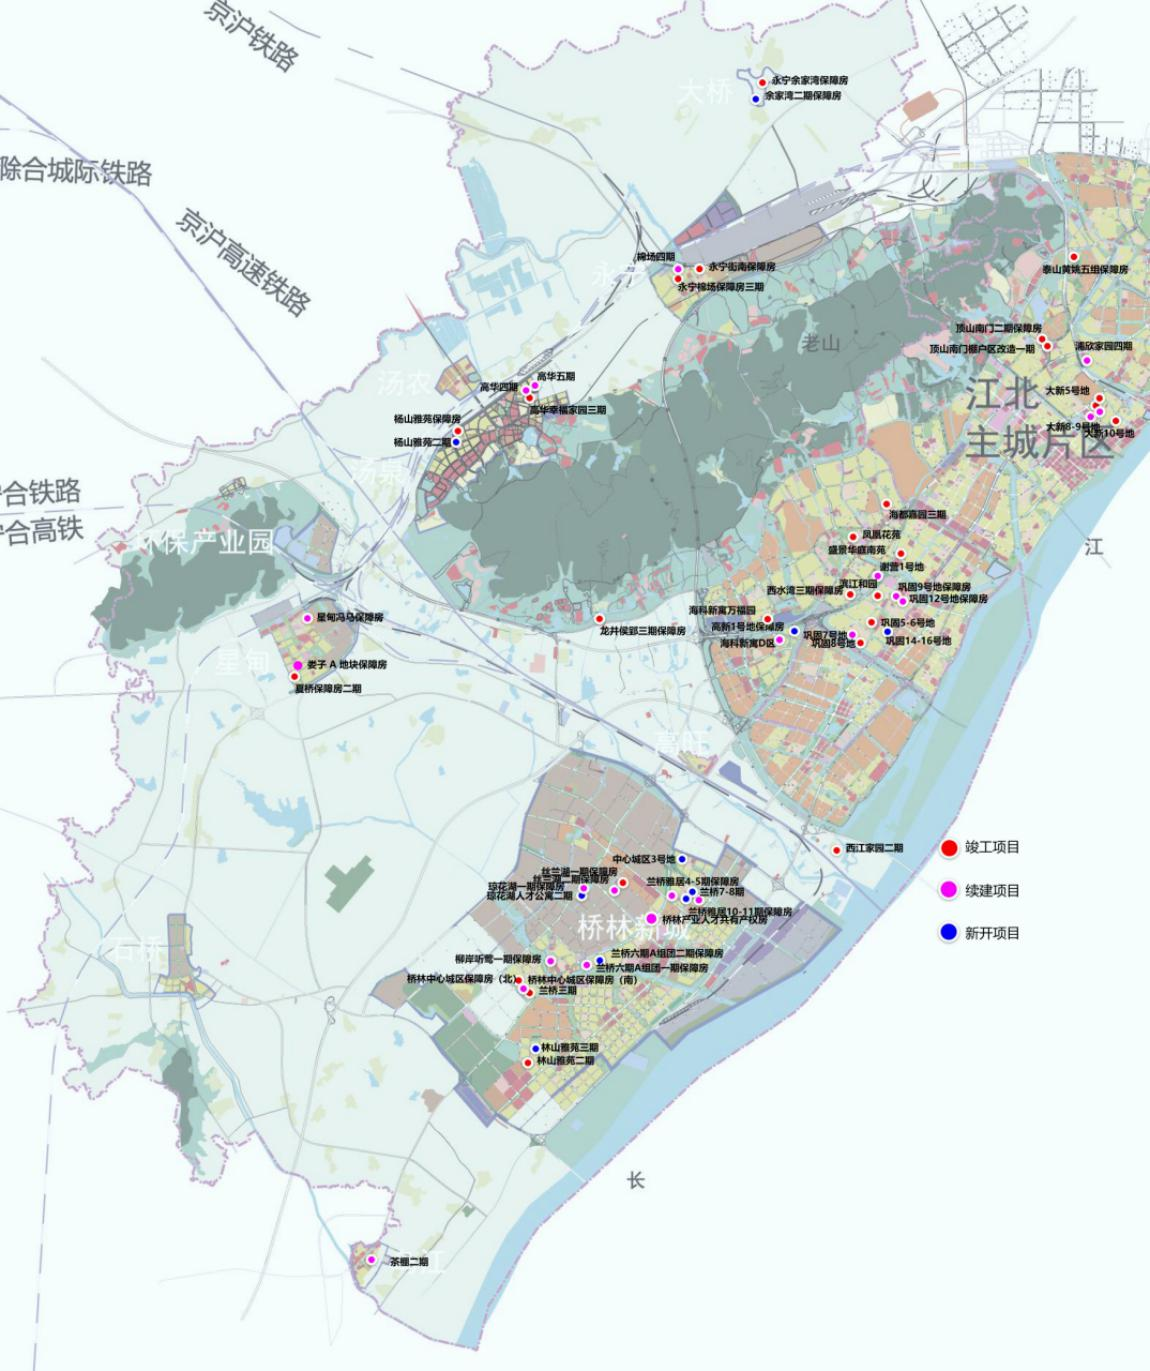 京沪铁路
大桥
永宁余家湾保障房
余家湾二期保障房
滁合城际铁路
京沪高速铁路
棉场四期
永宁街南保障房
永宁棉场保障房三期
泰山黄姚五组保障房
顶山南门二期保障房
顶山南门棚户区改造一期
浦欣家园四期
老山
江北
主城片区
大新5号地
大新8-9号地
大新10号地
汤农
高华五期
高华四期
高华幸福家园三期
杨山雅苑保障房
杨山雅苑二期
汤泉
合铁路
合高铁
环保产业园
海都嘉园三期
凤凰花苑
盛景华庭南苑
谢营1号地
江
滨江和园
西水湾三期保障房
巩固9号地保障房
巩固12号地保障房
海科新寓万福园
高新1号地保障房
海科新寓D区
巩固5-6号地
巩固7号地
巩固8号地
巩固14-16号地
龙井侯郢三期保障房
星甸冯马保障房
星甸
娄子 A 地块保障房
夏桥保障房二期
高旺
西江家园二期
竣工项目
续建项目
新开项目
中心城区3号地
丝兰湖一期保障房
丝兰湖二期保障房
琼花湖一期保障房
琼花湖人才公寓二期
兰桥雅居4-5期保障房
兰桥7-8期
兰桥雅居10-11期保障房
桥林产业人才共有产权房
桥林新城
石桥
柳岸听莺一期保障房
兰桥六期A组团二期保障房
兰桥六期A组团一期保障房
桥林中心城区保障房（北）
桥林中心城区保障房（南）
兰桥三期
林山雅苑三期
林山雅苑二期
长
茶棚二期
江